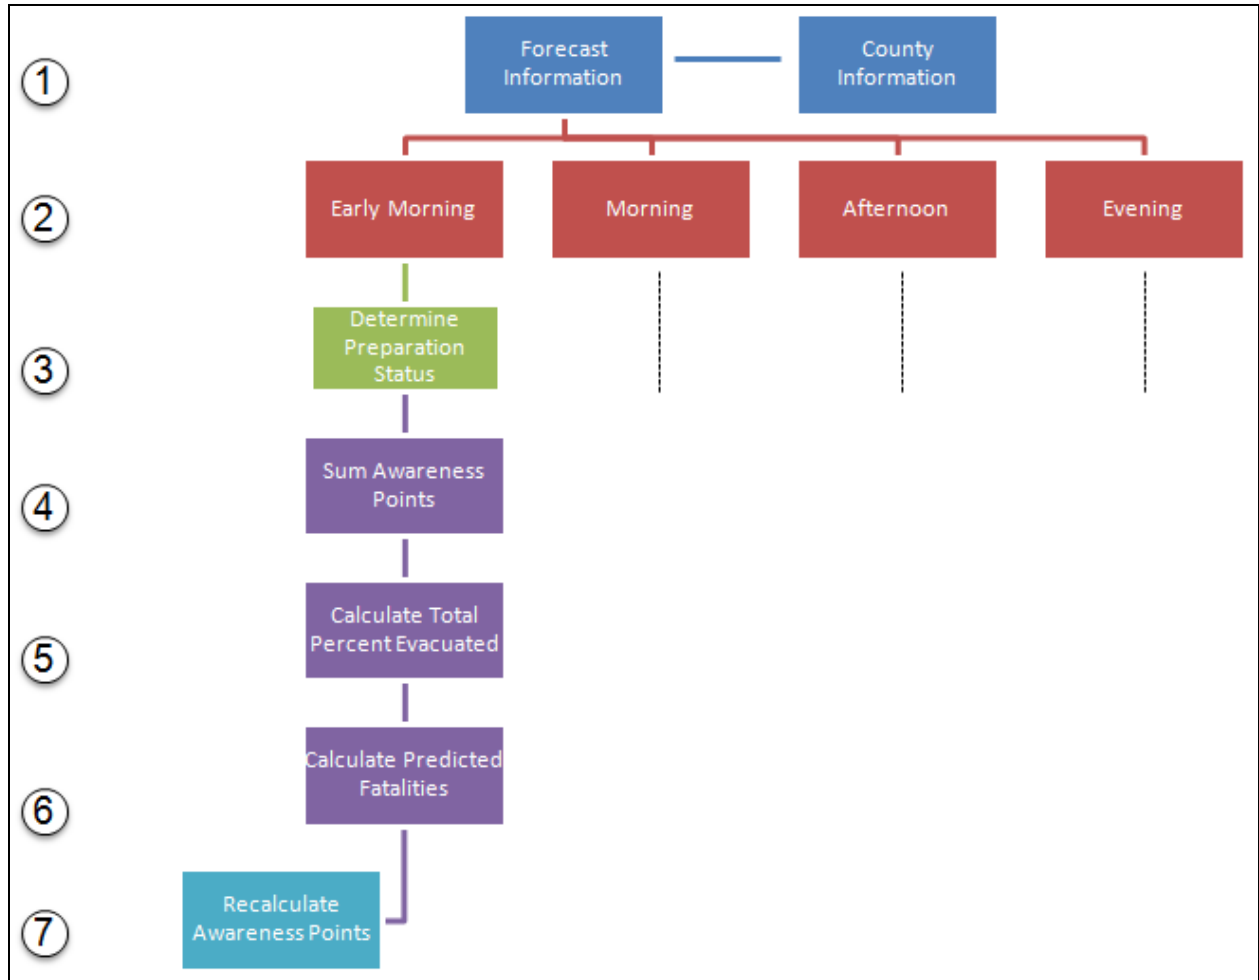 1
Forecast
Information
County
Information
2
Early Morning
Morning
Afternoon
Evening
3
Determine
Preparation
Status
4
Sum Awareness
Points
5
Calculate Total
Percent Evacuated
6
Calculate Predicted
Fatalities
7
Recalculate
Awareness Points